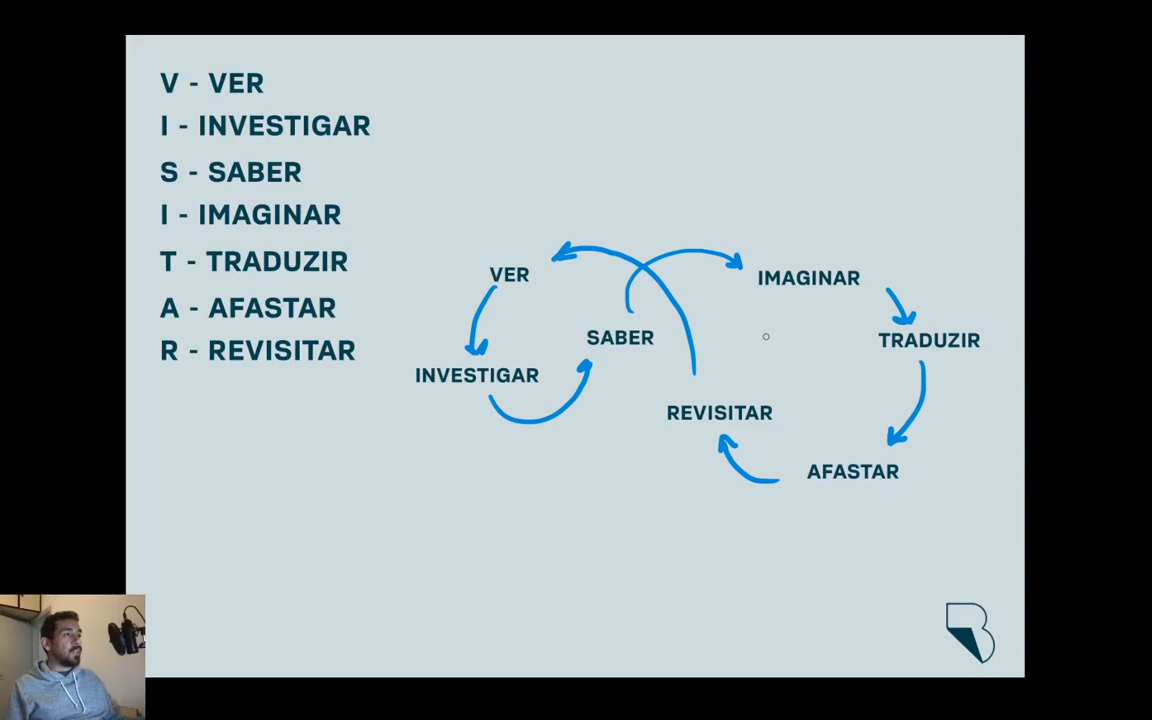 V - VER
I - INVESTIGAR
S - SABER
I - IMAGINAR
T - TRADUZIR
A - AFASTAR
R - REVISITAR
VER
IMAGINAR
SABER
TRADUZIR
INVESTIGAR
REVISITAR
AFASTAR
B